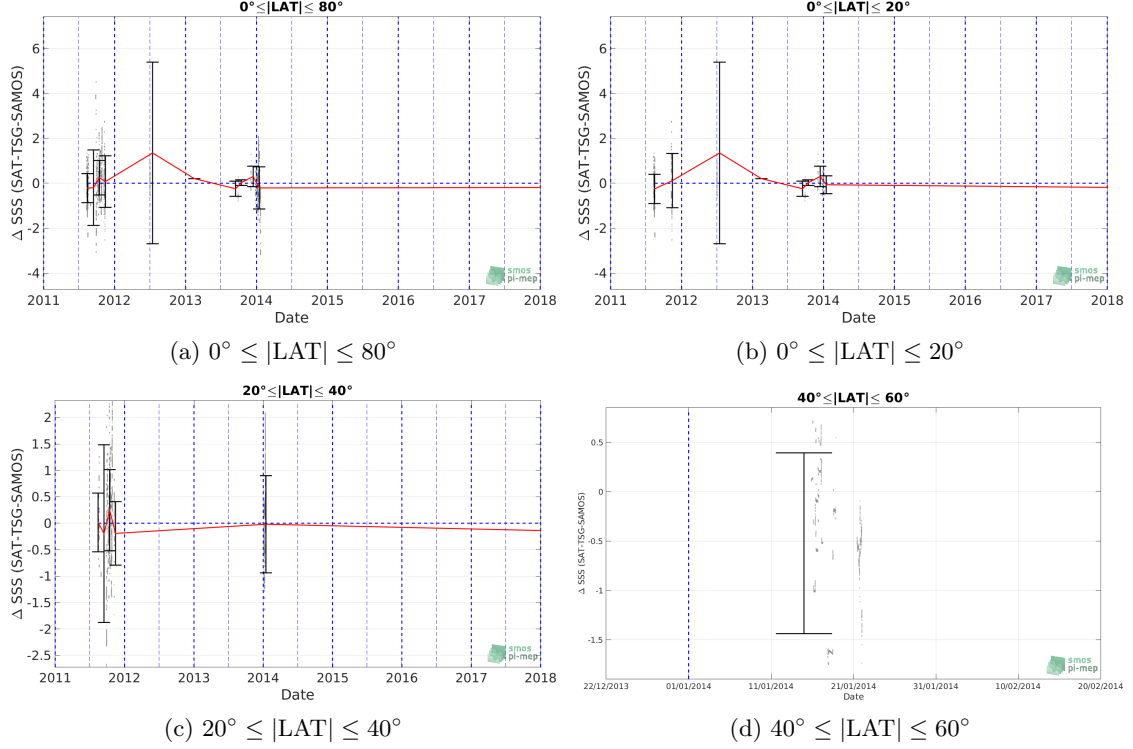 0°≤|LAT|≤ 80°
Δ SSS (SAT-TSG-SAMOS)
6
4
2
0
-2
-4
2011 2012 2013 2014 2015 2016 2017 2018
Date
smos
pi-mep
(a) 0° ≤ |LAT| ≤ 80°
0°≤|LAT|≤ 20°
Δ SSS (SAT-TSG-SAMOS)
6
4
2
0
-2
-4
2011 2012 2013 2014 2015 2016 2017 2018
Date
smos
pi-mep
(b) 0° ≤ |LAT| ≤ 20°
20°≤|LAT|≤ 40°
Δ SSS (SAT-TSG-SAMOS)
2
1.5
1
0.5
0
-0.5
-1
-1.5
-2
-2.5
2011 2012 2013 2014 2015 2016 2017 2018
Date
smos
pi-mep
(c) 20° ≤ |LAT| ≤ 40°
40°≤|LAT|≤ 60°
Δ SSS (SAT-TSG-SAMOS)
0.5
0
-0.5
-1
-1.5
22/12/2013 01/01/2014 11/01/2014 21/01/2014 31/01/2014 10/02/2014 20/02/2014
Date
smos
pi-mep
(d) 40° ≤ |LAT| ≤ 60°